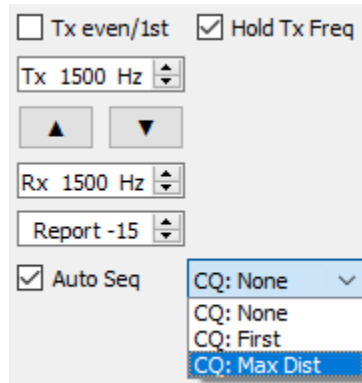 Tx even/1st Hold Tx Freq
Tx 1500 Hz
▲ ▼
Rx 1500 Hz
Report -15
Auto Seq CQ: None
CQ: None
CQ: First
CQ: Max Dist